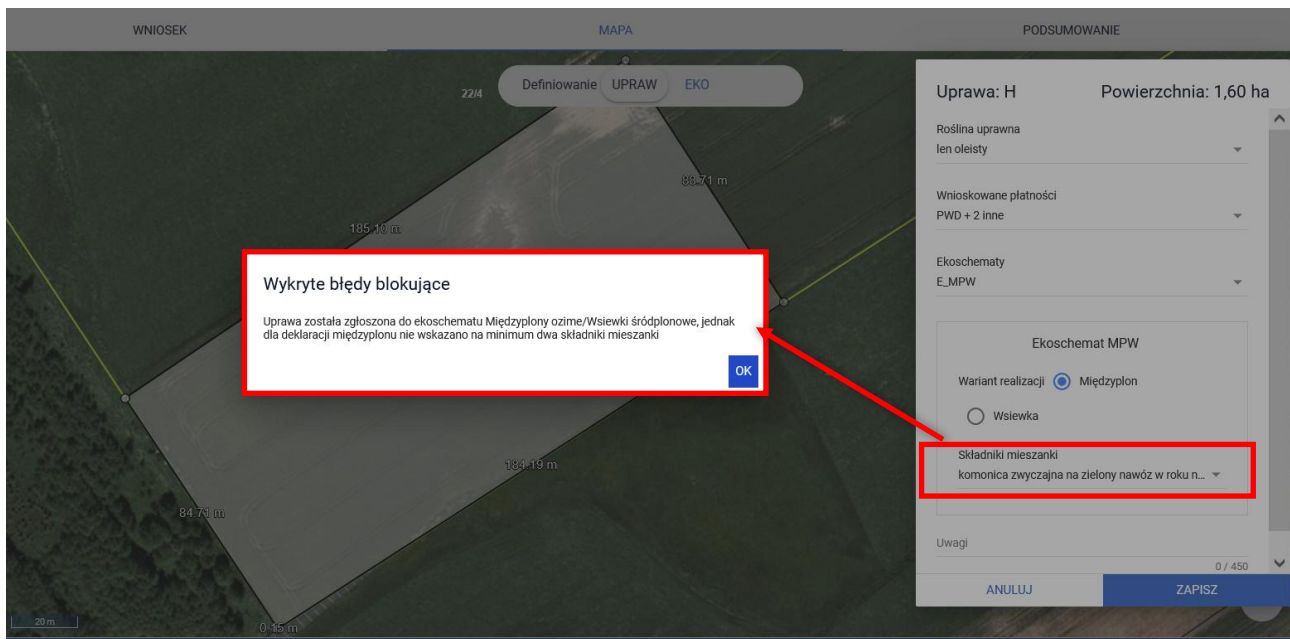 WNIOSEK
MAPA
PODSUMOWANIE
Definiowanie UPRAW EKO
22/4
88.71 m
185.10 m
184.19 m
84.71 m
0.15 m
20 m
Wykryte błędy blokujące
Uprawa została zgłoszona do ekoschematu Międzyplony ozime/Wsiewki śródplonowe, jednak
dla deklaracji międzyplonu nie wskazano na minimum dwa składniki mieszanki
OK
Uprawa: H Powierzchnia: 1,60 ha
Roślina uprawna
len oleisty
Wnioskowane płatności
PWD + 2 inne
Ekoschematy
E_MPW
Ekoschemat MPW
Wariant realizacji Międzyplon
Wsiewka
Składniki mieszanki
komonica zwyczajna na zielony nawóz w roku n...
Uwagi
0 / 450
ANULUJ
ZAPISZ